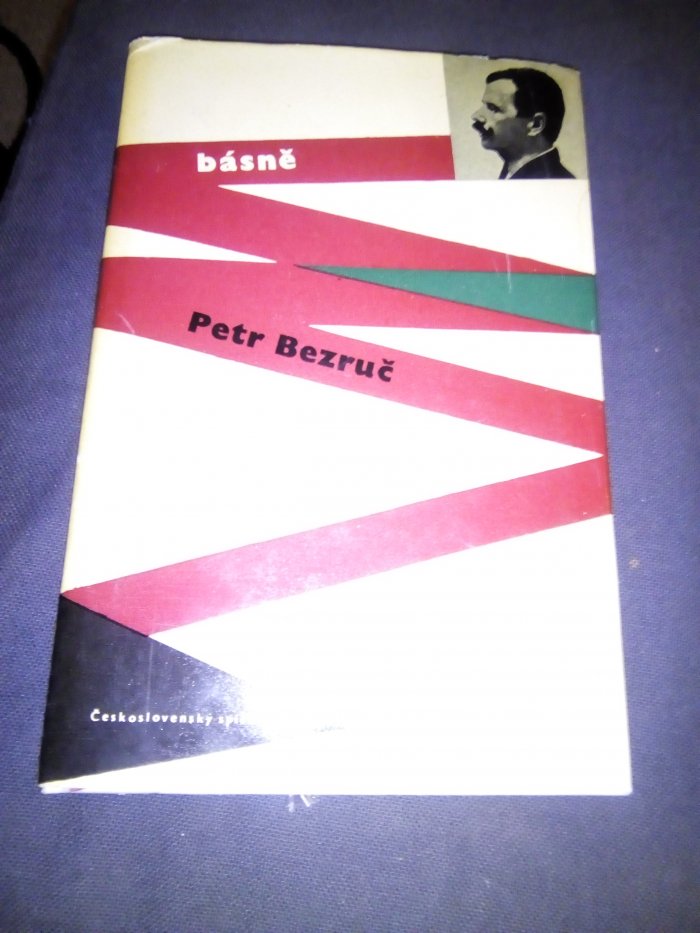 básně
Petr Bezruč
Československý